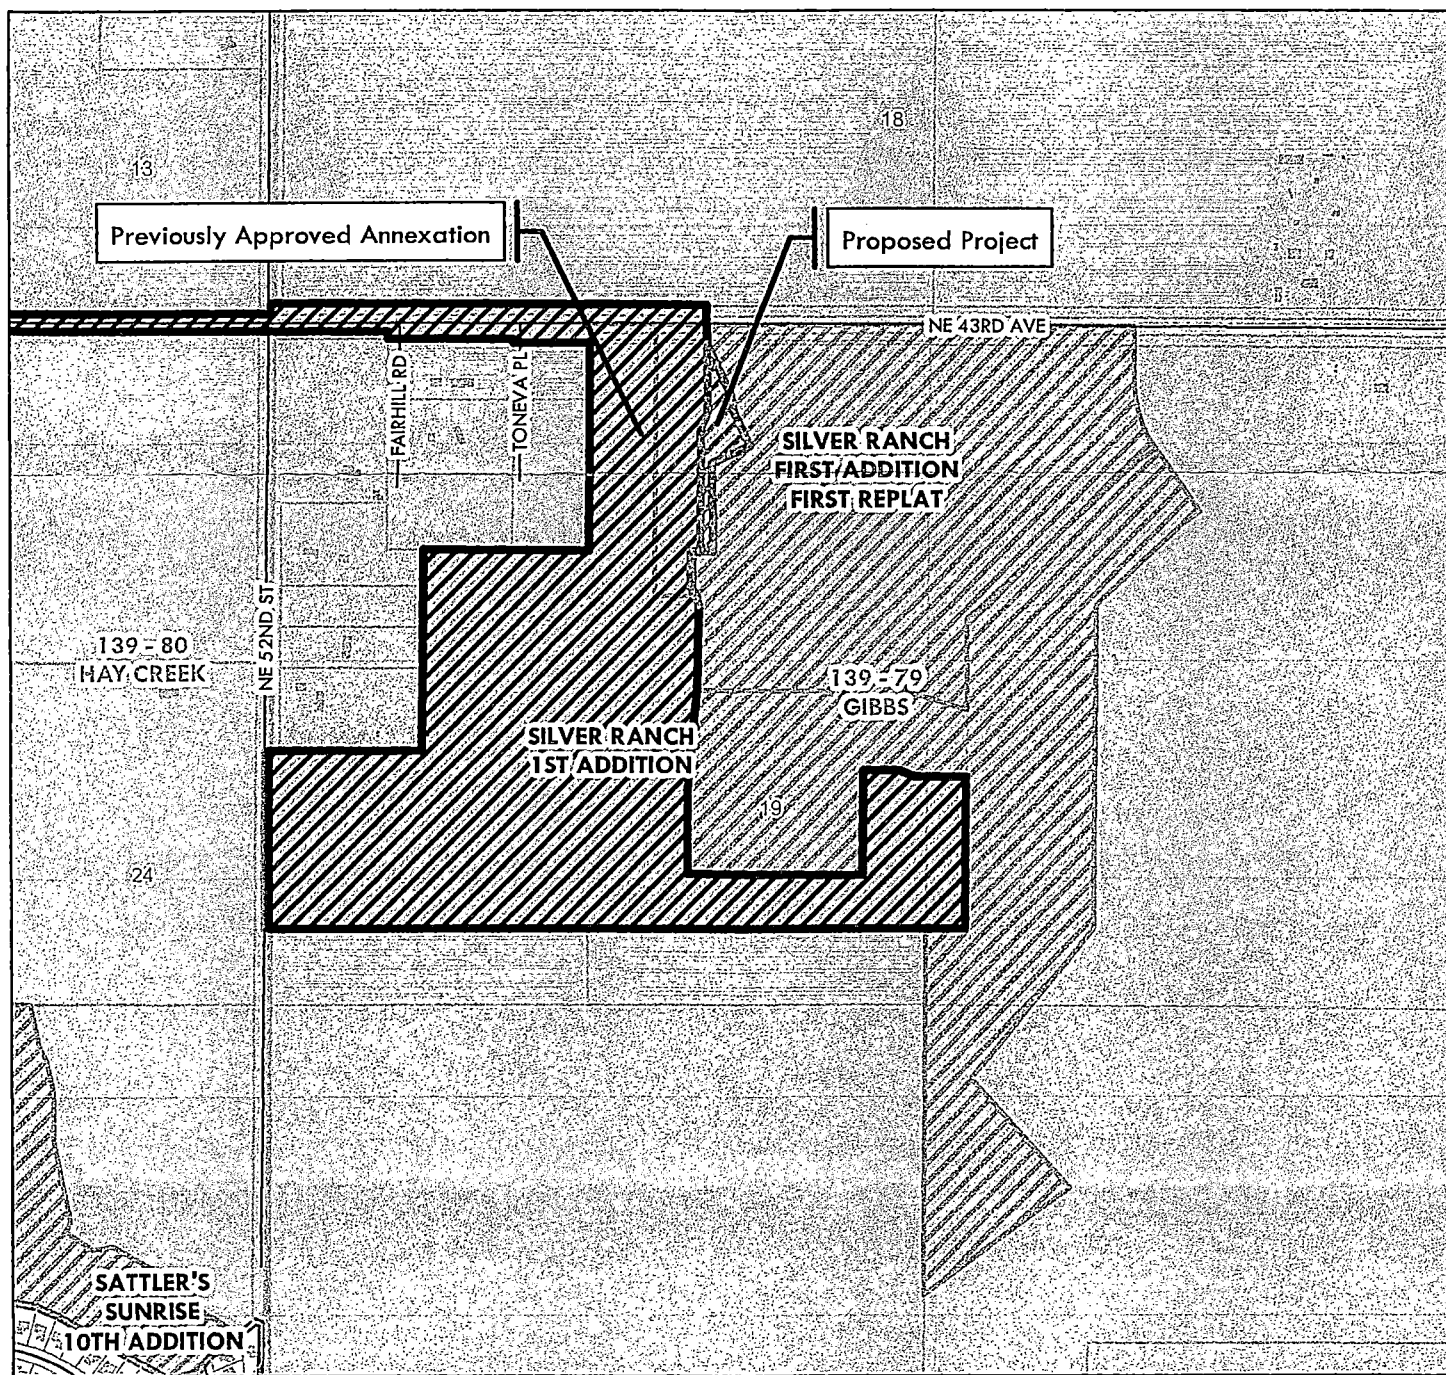 18
13
Previously Approved Annexation
Proposed Project
NE 43RD AVE
FAIRHILL RD
TONEVA PL
SILVER RANCH
FIRST ADDITION
FIRST REPLAT
NE 52ND ST
139 - 80
HAY CREEK
139 - 79
GIBBS
SILVER RANCH
1ST ADDITION
19
24
SATTLER'S
SUNRISE
10TH ADDITION